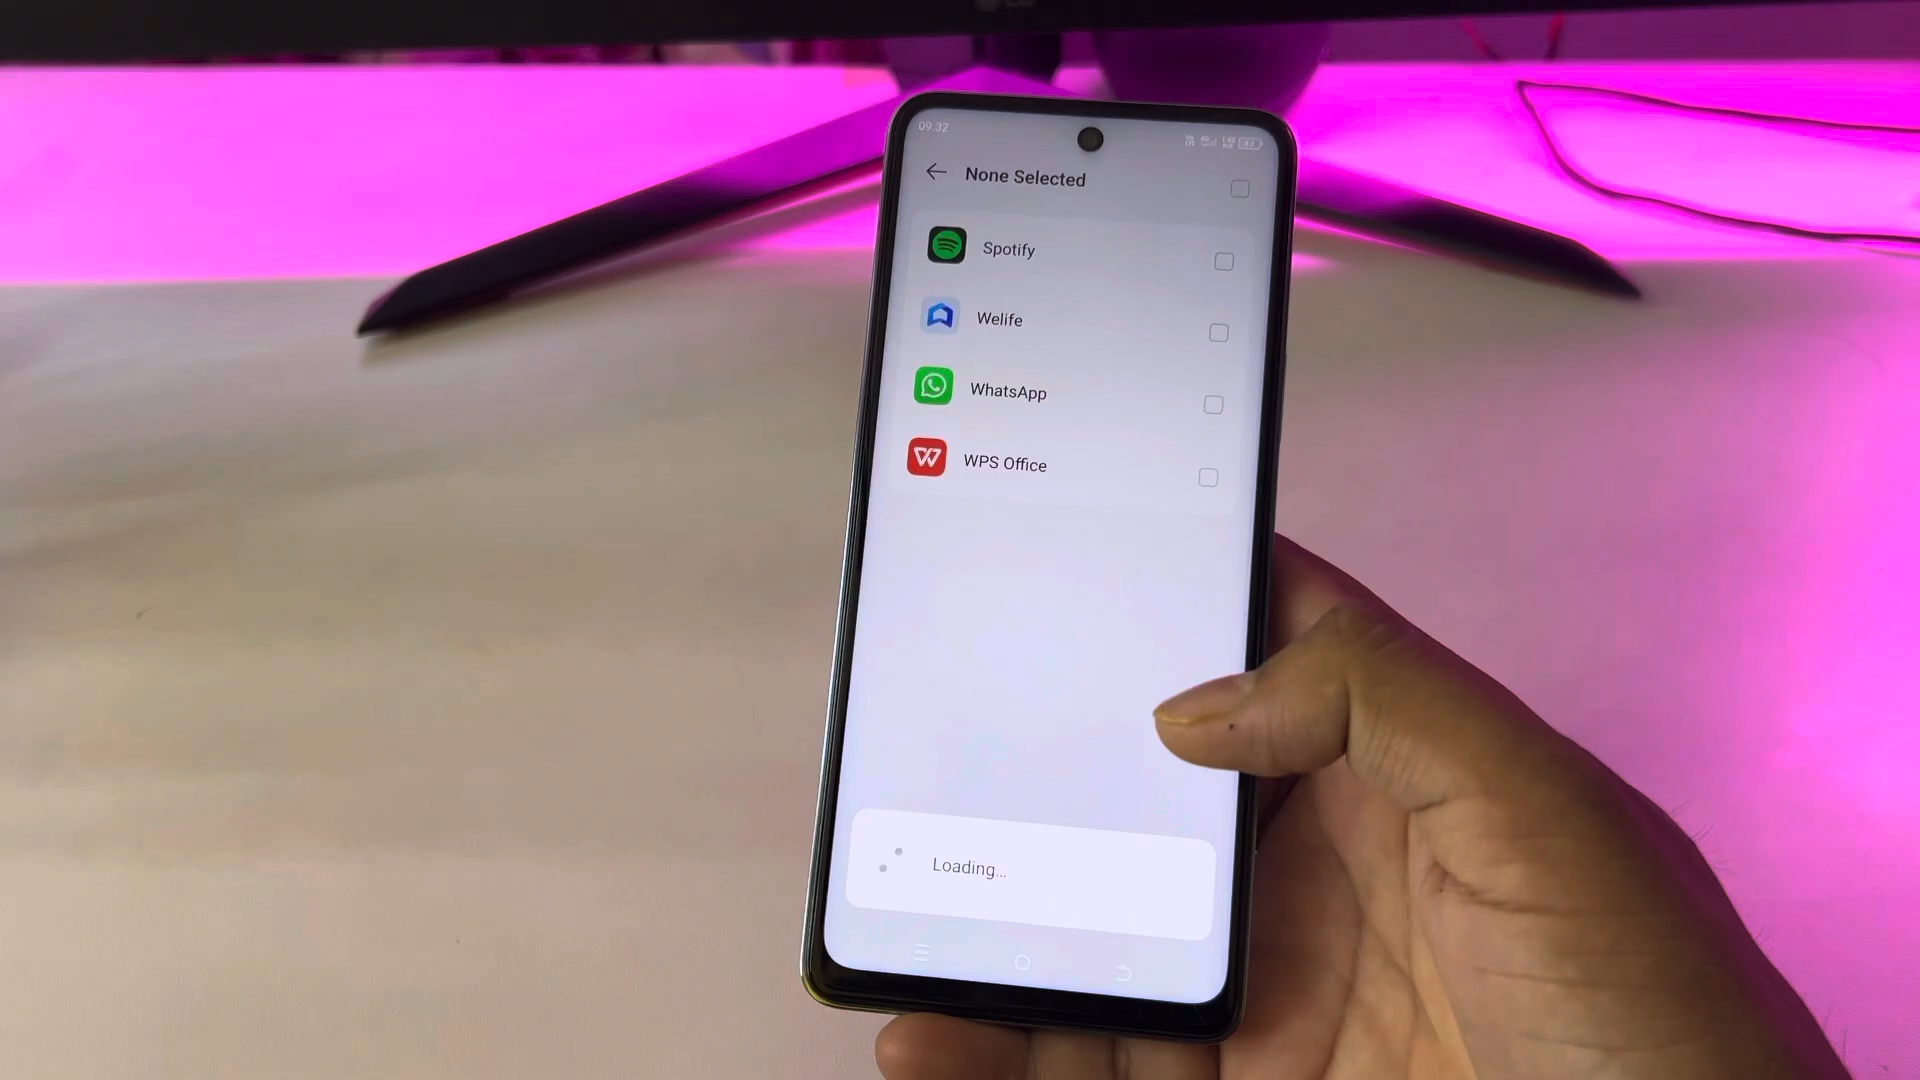 09:32
None Selected
Spotify
Welife
WhatsApp
WPS Office
Loading...